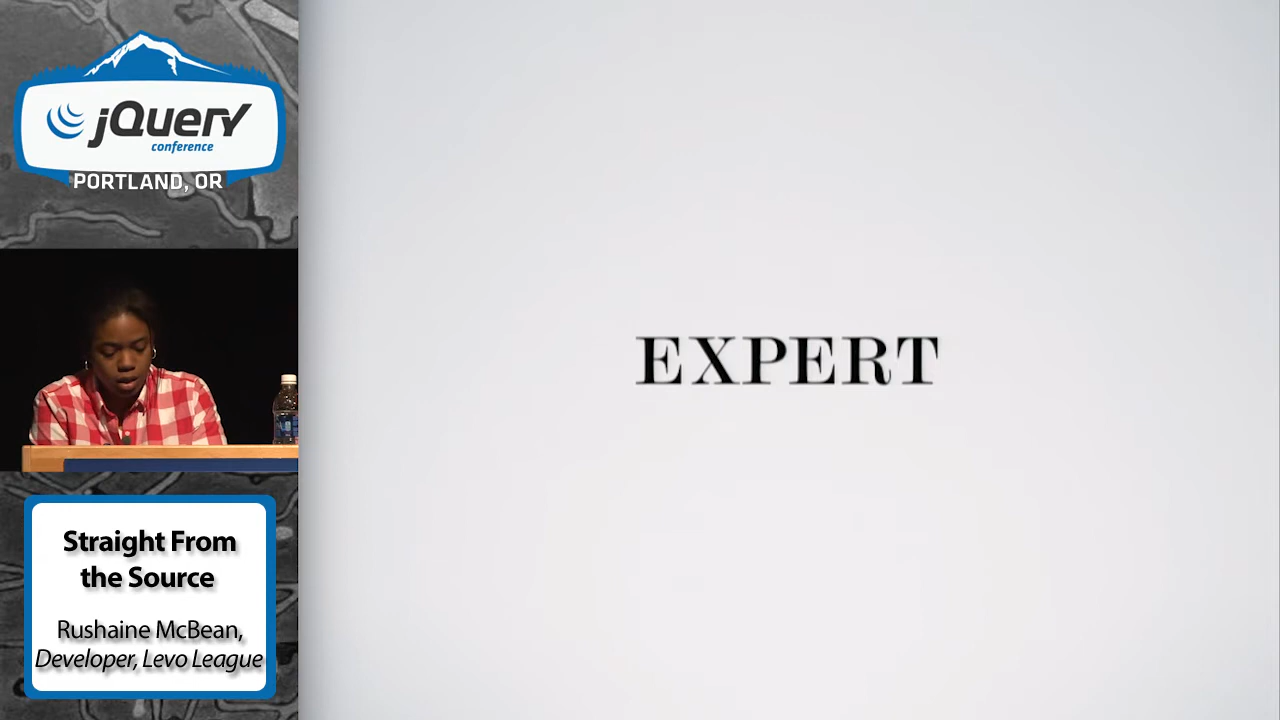 jQuery
conference
PORTLAND, OR
EXPERT
Straight From
the Source
Rushaine McBean,
Developer, Levo League